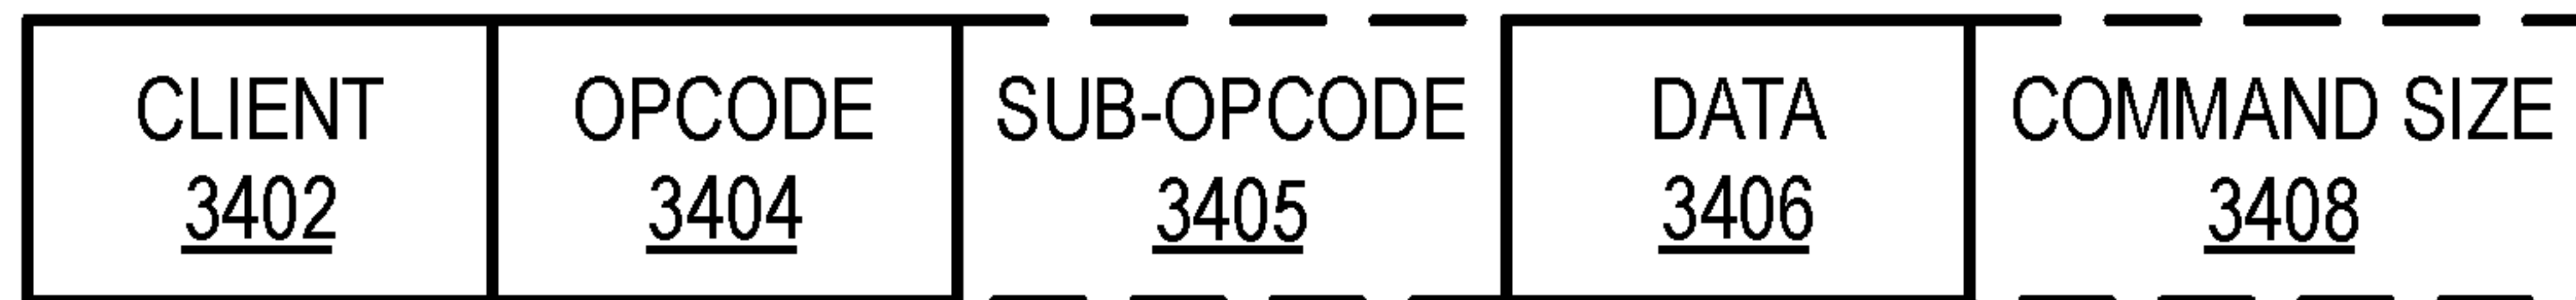 CLIENT
3402
OPCODE
3404
SUB-OPCODE
3405
DATA
3406
COMMAND SIZE
3408